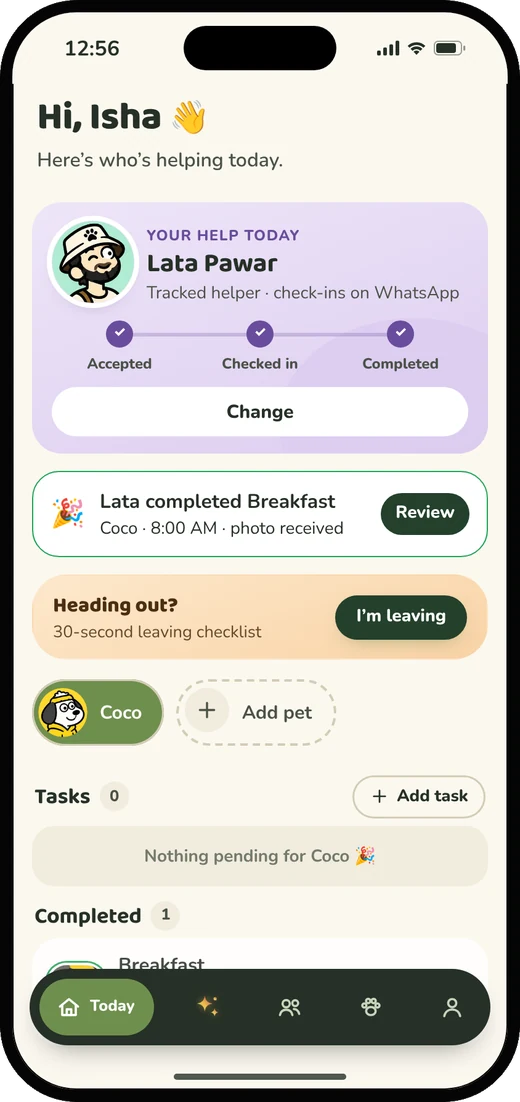 12:56
Hi, Isha 👋
Here's who's helping today.
YOUR HELP TODAY
Lata Pawar
Tracked helper · check-ins on WhatsApp
Accepted
Checked in
Completed
Change
🎉 Lata completed Breakfast
Coco · 8:00 AM · photo received
Review
Heading out?
30-second leaving checklist
I'm leaving
Coco
+ Add pet
Tasks 0
+ Add task
Nothing pending for Coco 🎉
Completed 1
Breakfast
Today